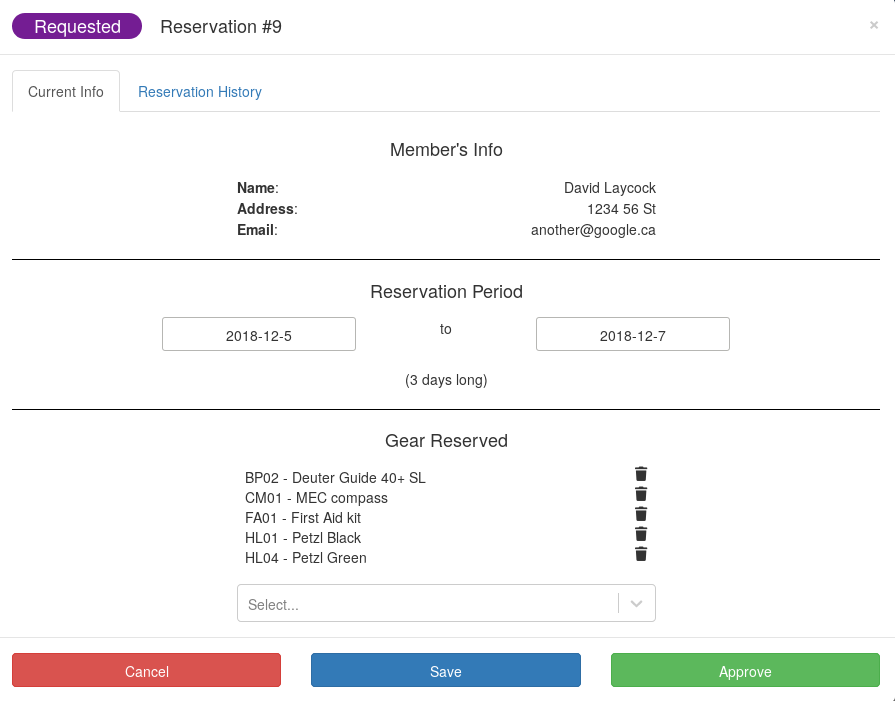 Requested Reservation #9 ×
Current Info Reservation History
Member's Info
Name: David Laycock
Address: 1234 56 St
Email: another@google.ca
Reservation Period
2018-12-5 to 2018-12-7
(3 days long)
Gear Reserved
BP02 - Deuter Guide 40+ SL
CM01 - MEC compass
FA01 - First Aid kit
HL01 - Petzl Black
HL04 - Petzl Green
Select...
Cancel Save Approve